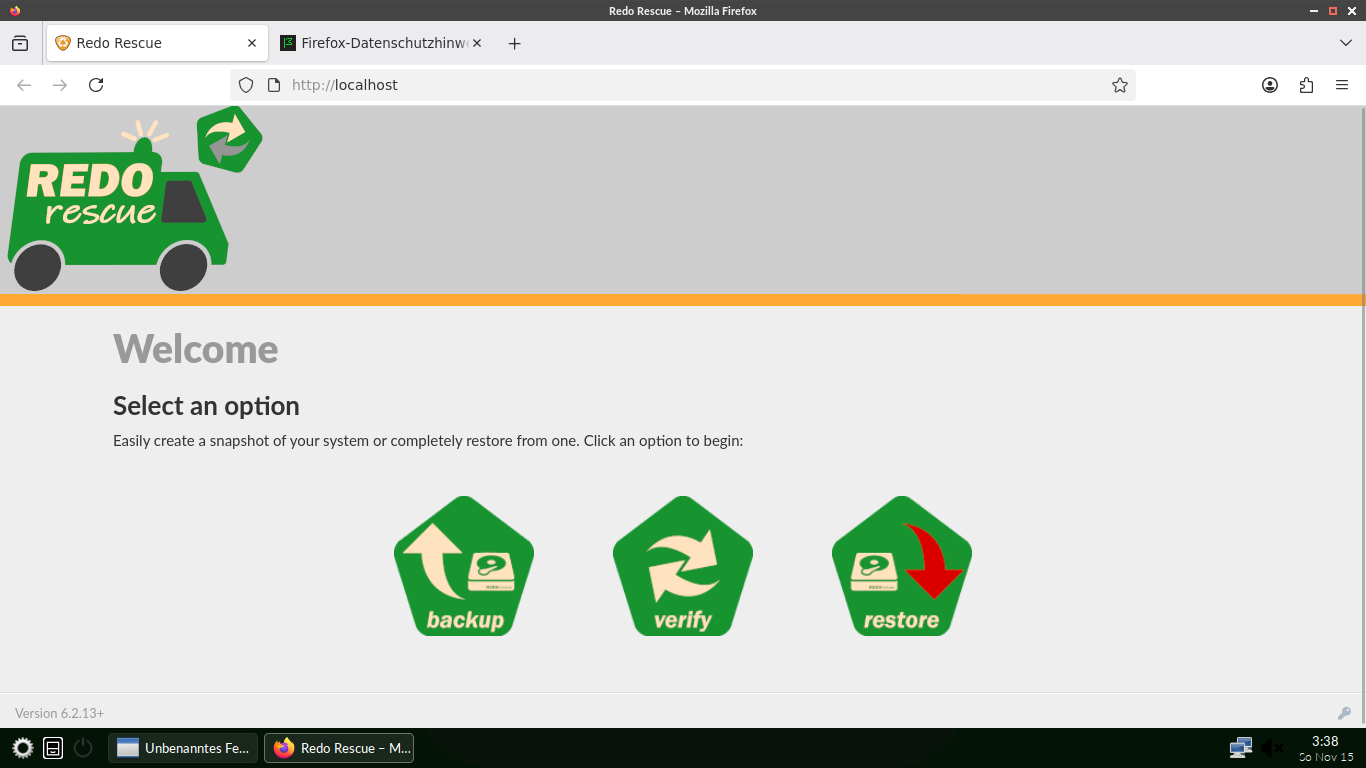 Redo Rescue – Mozilla Firefox
Redo Rescue
Firefox-Datenschutzhinw
http://localhost
REDO
rescue
Welcome
Select an option
Easily create a snapshot of your system or completely restore from one. Click an option to begin:
backup
verify
restore
Version 6.2.13+
Unbenanntes Fe...
Redo Rescue – M...
3:38
So Nov 15